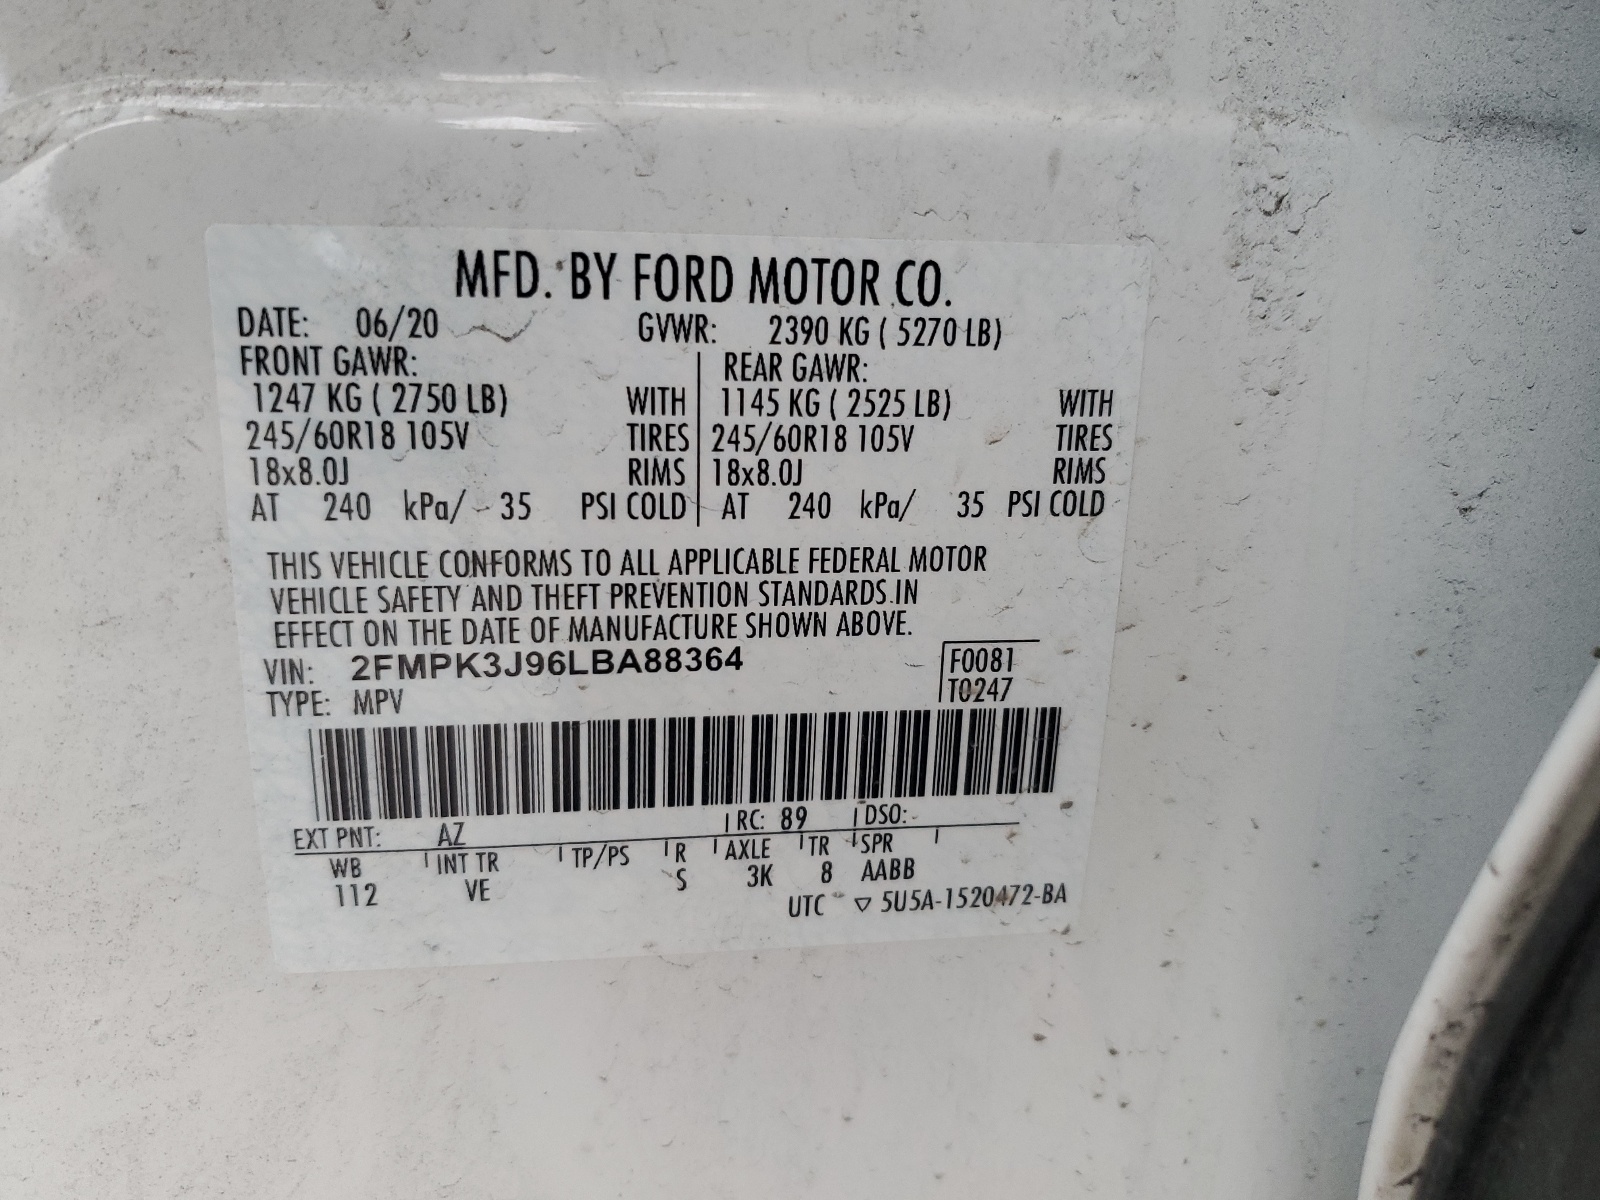 MFD. BY FORD MOTOR CO.
DATE: 06/20 GVWR: 2390 KG ( 5270 LB)
FRONT GAWR: REAR GAWR:
1247 KG ( 2750 LB) WITH 1145 KG ( 2525 LB) WITH
245/60R18 105V TIRES 245/60R18 105V TIRES
18x8.0J RIMS 18x8.0J RIMS
AT 240 kPa/ 35 PSI COLD AT 240 kPa/ 35 PSI COLD
THIS VEHICLE CONFORMS TO ALL APPLICABLE FEDERAL MOTOR
VEHICLE SAFETY AND THEFT PREVENTION STANDARDS IN
EFFECT ON THE DATE OF MANUFACTURE SHOWN ABOVE.
VIN: 2FMPK3J96LBA88364 F0081
TYPE: MPV T0247
EXT PNT: AZ RC: 89 DSO:
WB INT TR TP/PS R AXLE TR SPR
112 VE S 3K 8 AABB
UTC ▽ 5U5A-1520472-BA